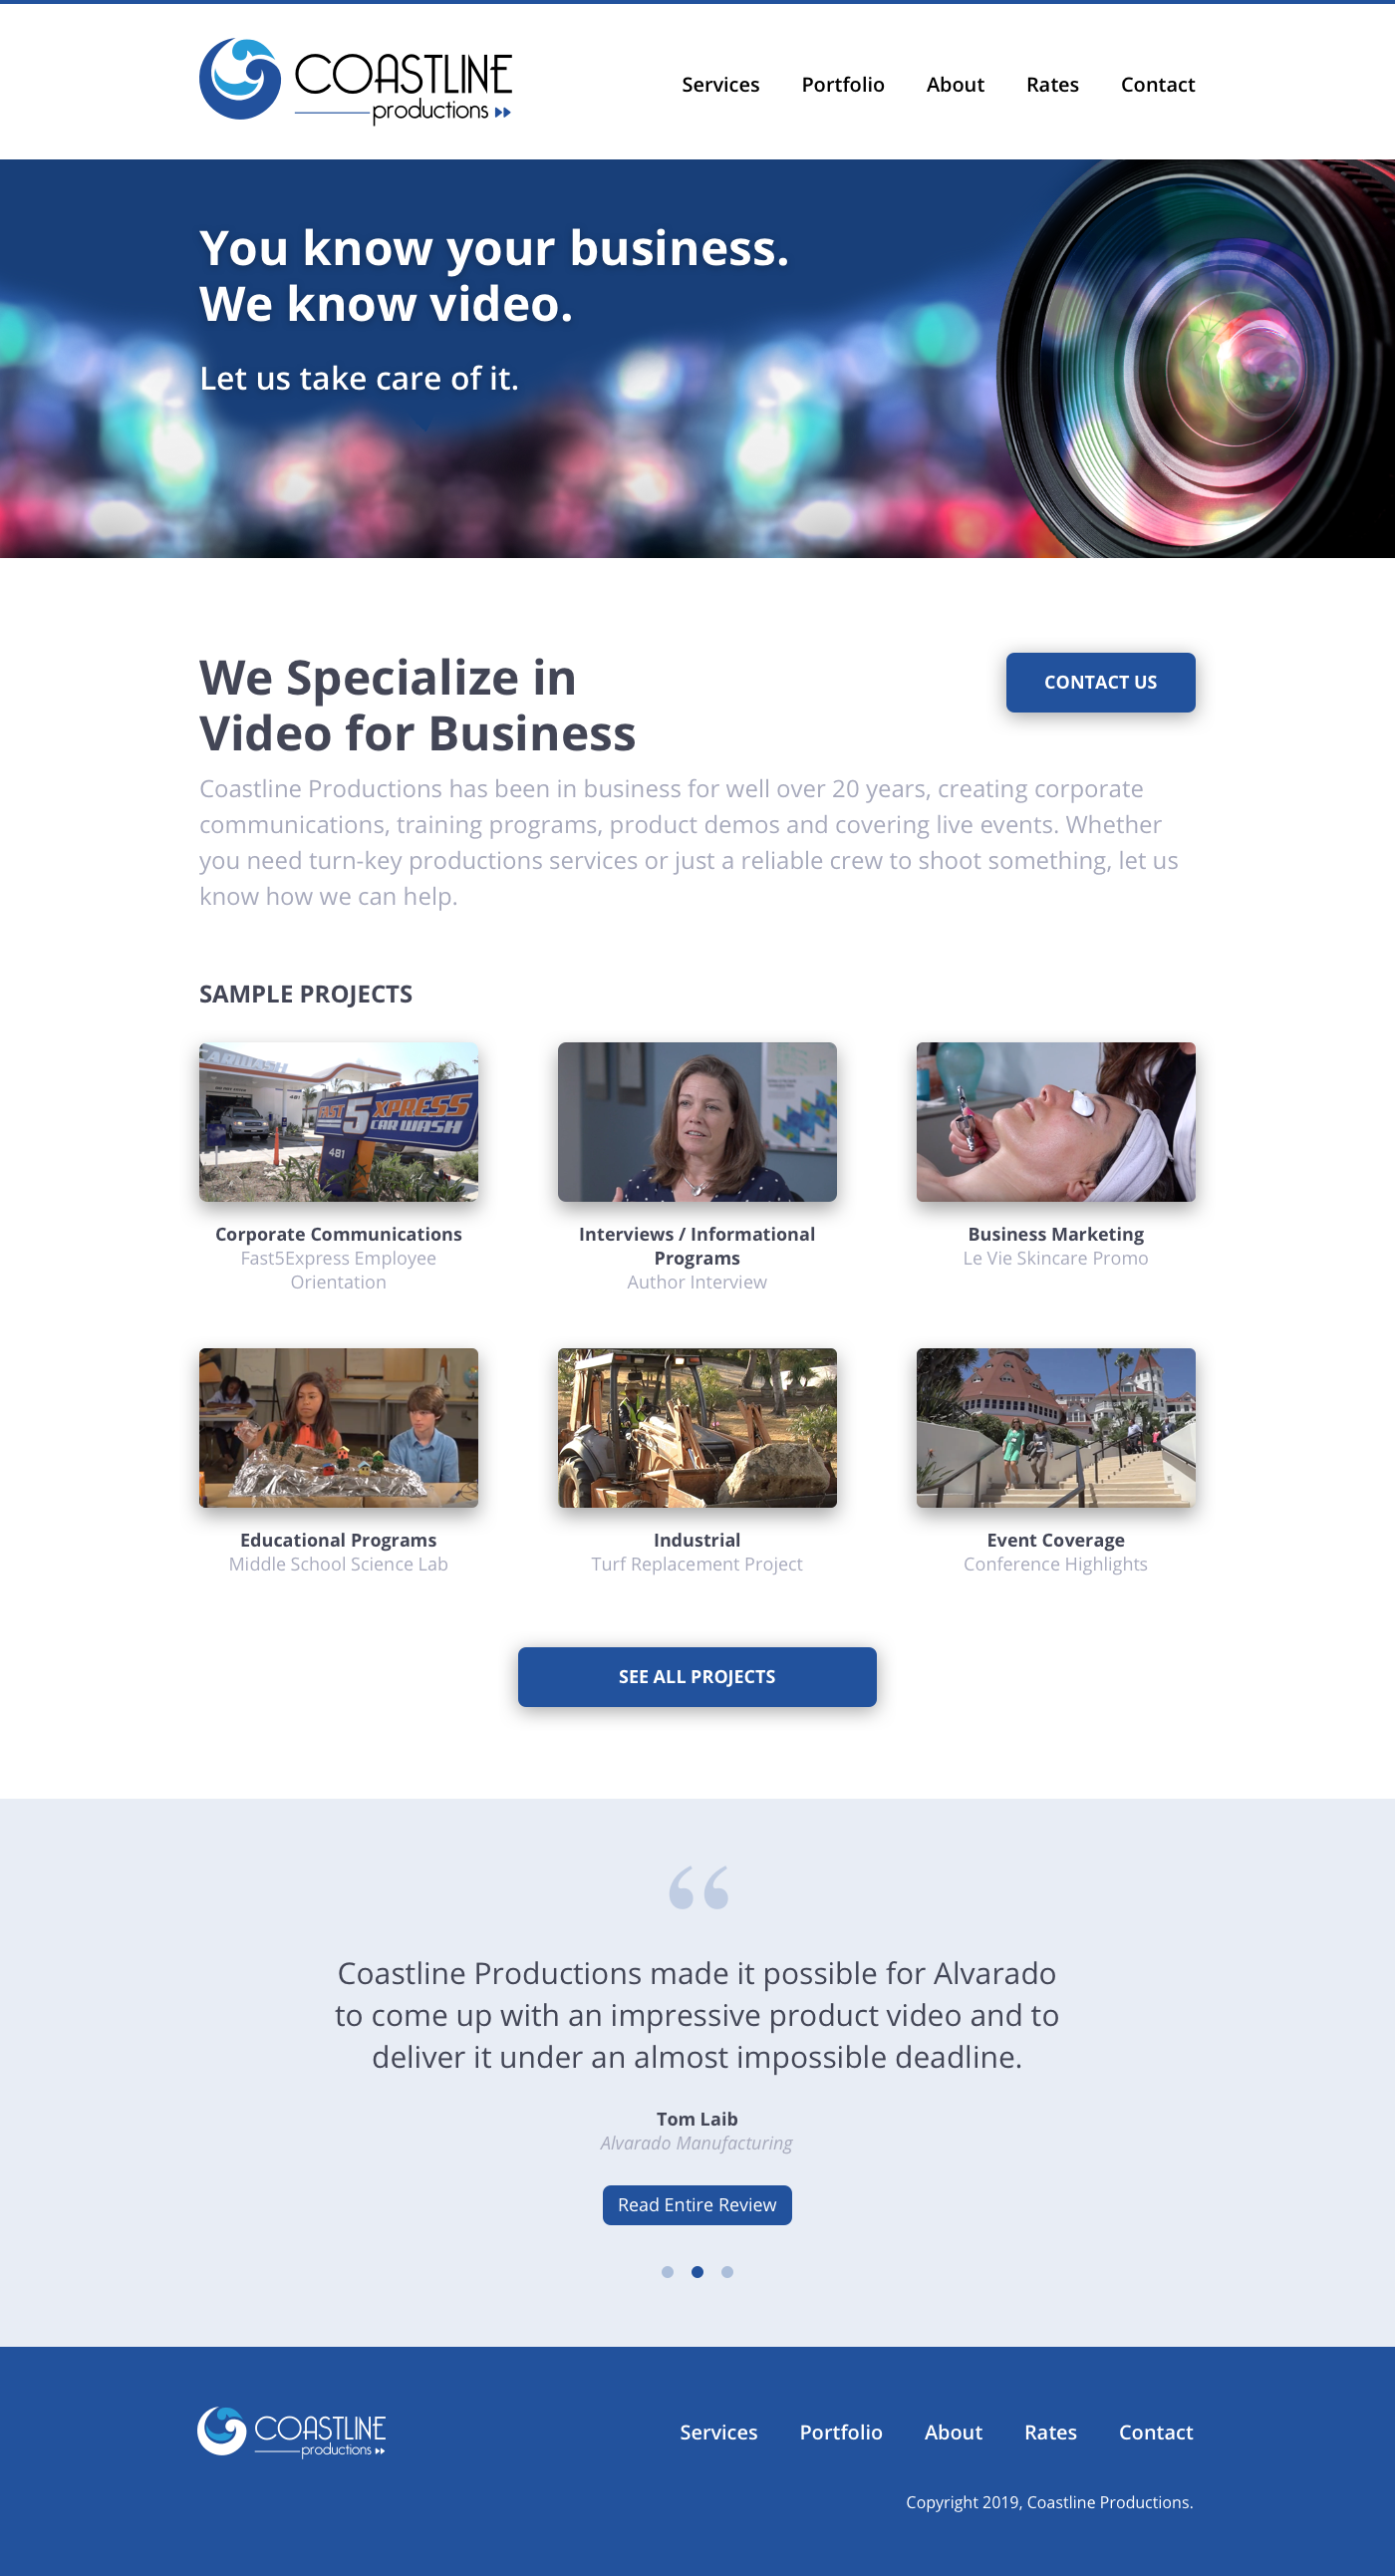 COASTLINE
productions
Services Portfolio About Rates Contact
You know your business.
We know video.
Let us take care of it.
We Specialize in
Video for Business
CONTACT US
Coastline Productions has been in business for well over 20 years, creating corporate
communications, training programs, product demos and covering live events. Whether
you need turn-key productions services or just a reliable crew to shoot something, let us
know how we can help.
SAMPLE PROJECTS
CARWASH
481
FAST 5 XPRESS
CAR WASH
481
Corporate Communications
Fast5Express Employee
Orientation
Interviews / Informational
Programs
Author Interview
Business Marketing
Le Vie Skincare Promo
Educational Programs
Middle School Science Lab
Industrial
Turf Replacement Project
Event Coverage
Conference Highlights
SEE ALL PROJECTS
“
Coastline Productions made it possible for Alvarado
to come up with an impressive product video and to
deliver it under an almost impossible deadline.
Tom Laib
Alvarado Manufacturing
Read Entire Review
COASTLINE
productions
Services Portfolio About Rates Contact
Copyright 2019, Coastline Productions.